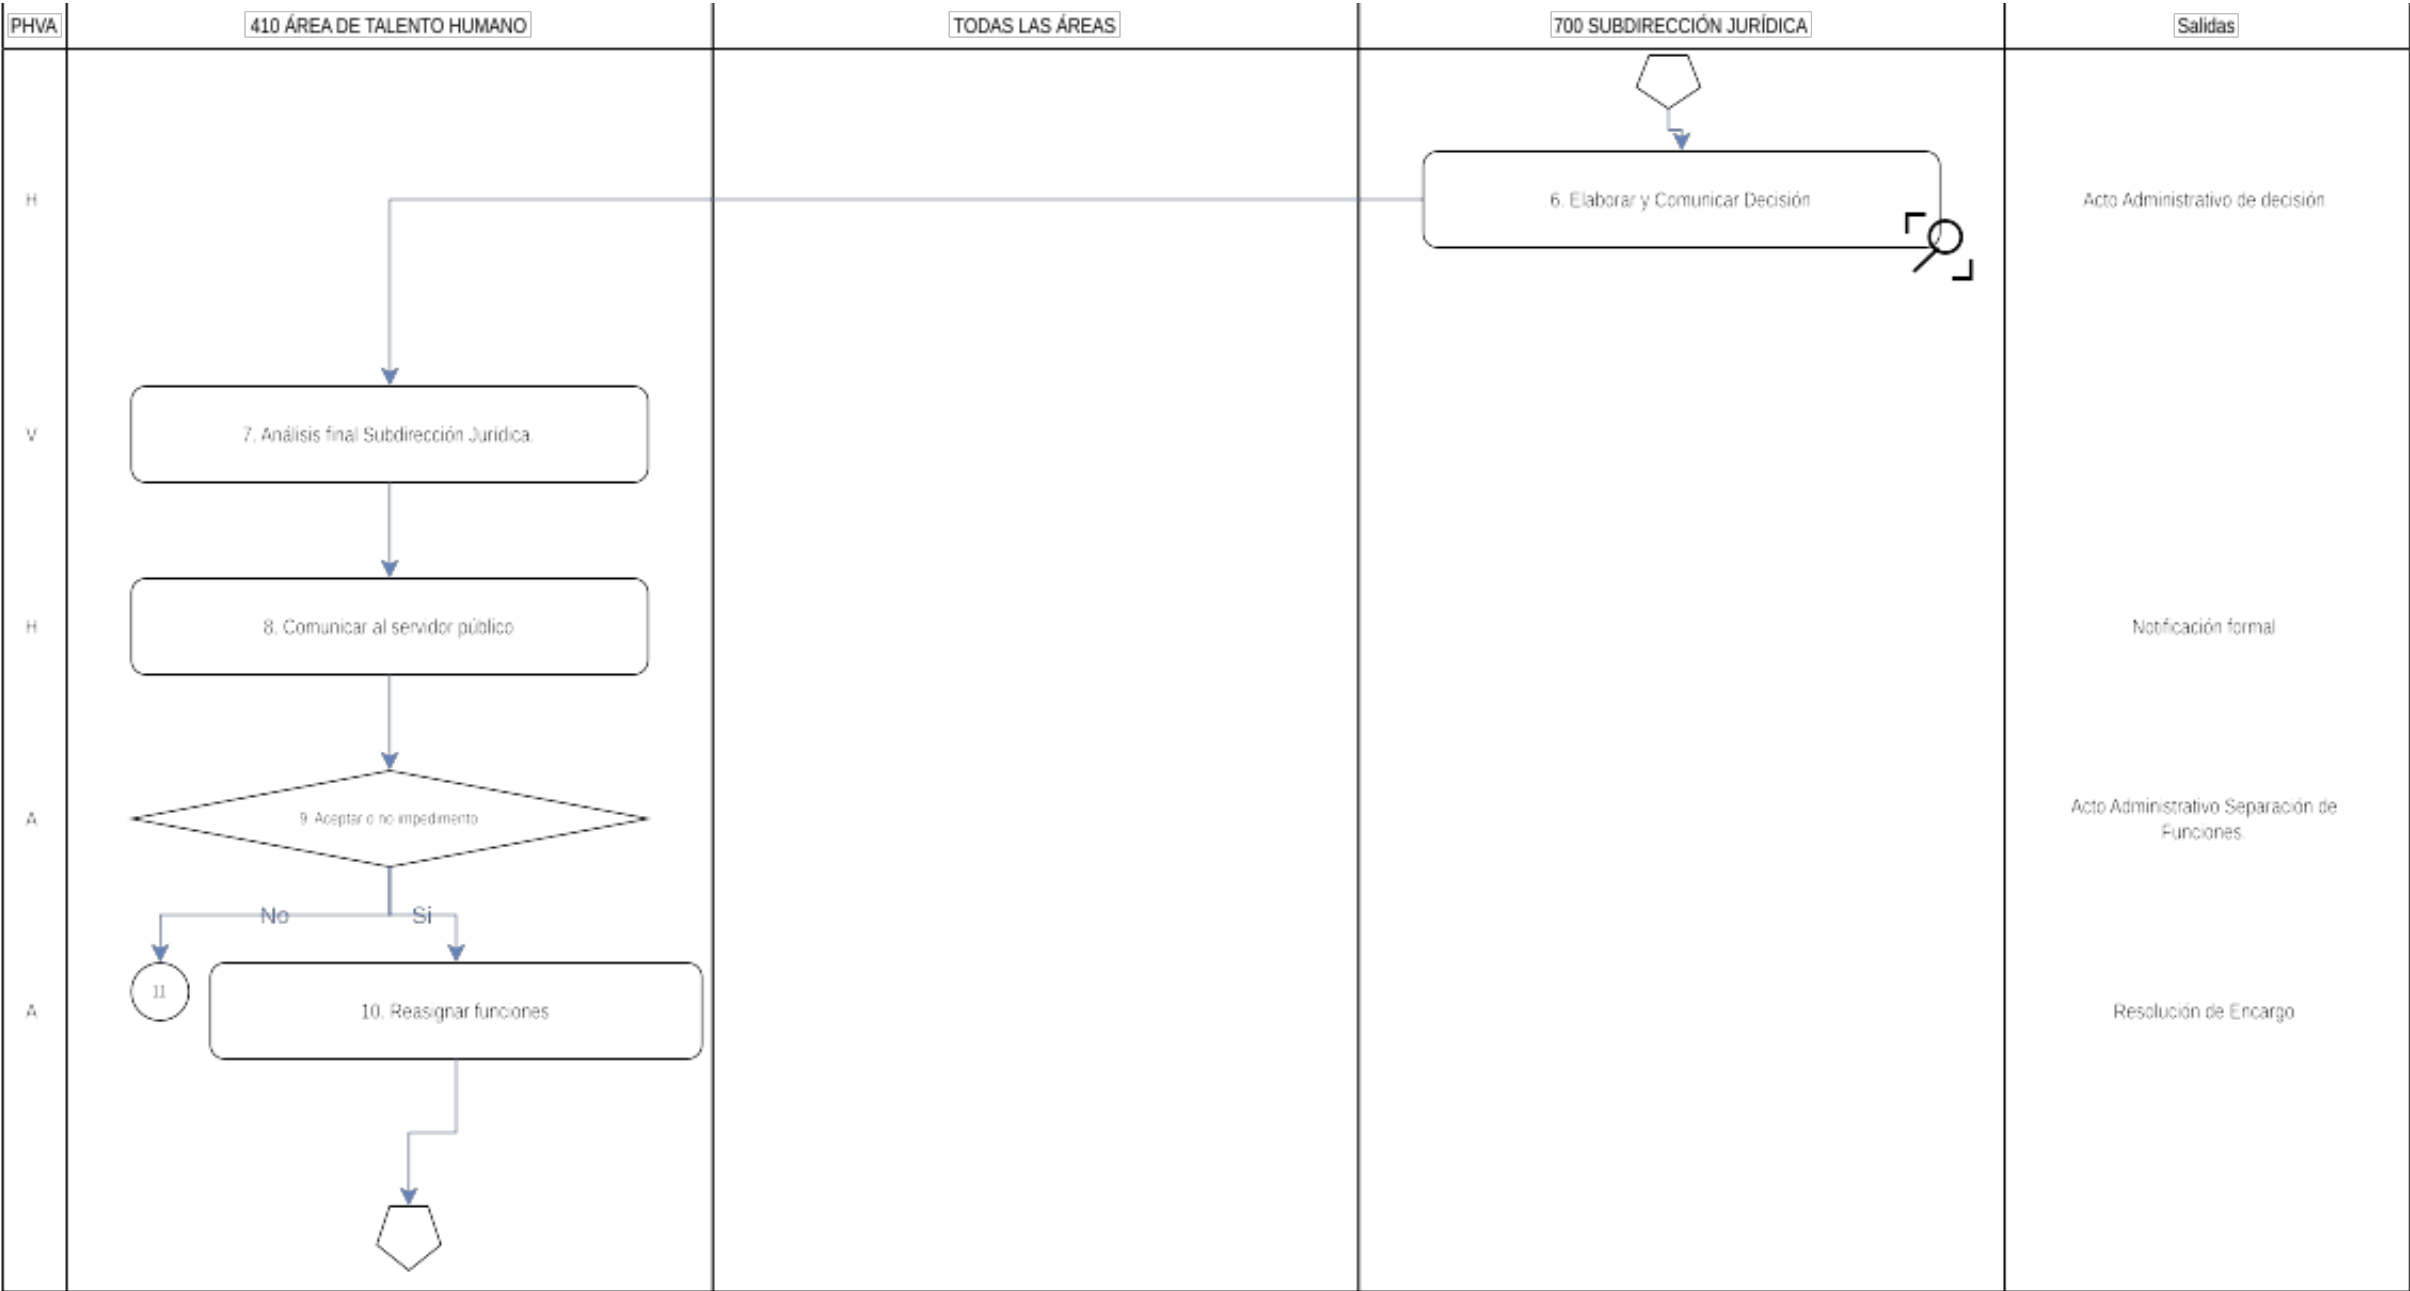 PHVA
410 ÁREA DE TALENTO HUMANO
TODAS LAS ÁREAS
700 SUBDIRECCIÓN JURÍDICA
Salidas
H
6. Elaborar y Comunicar Decisión
Acto Administrativo de decisión
V
7. Análisis final Subdirección Jurídica.
H
8. Comunicar al servidor público
Notificación formal
A
9. Aceptar o no impedimento
Acto Administrativo Separación de
Funciones.
No
Si
A
11
10. Reasignar funciones
Resolución de Encargo